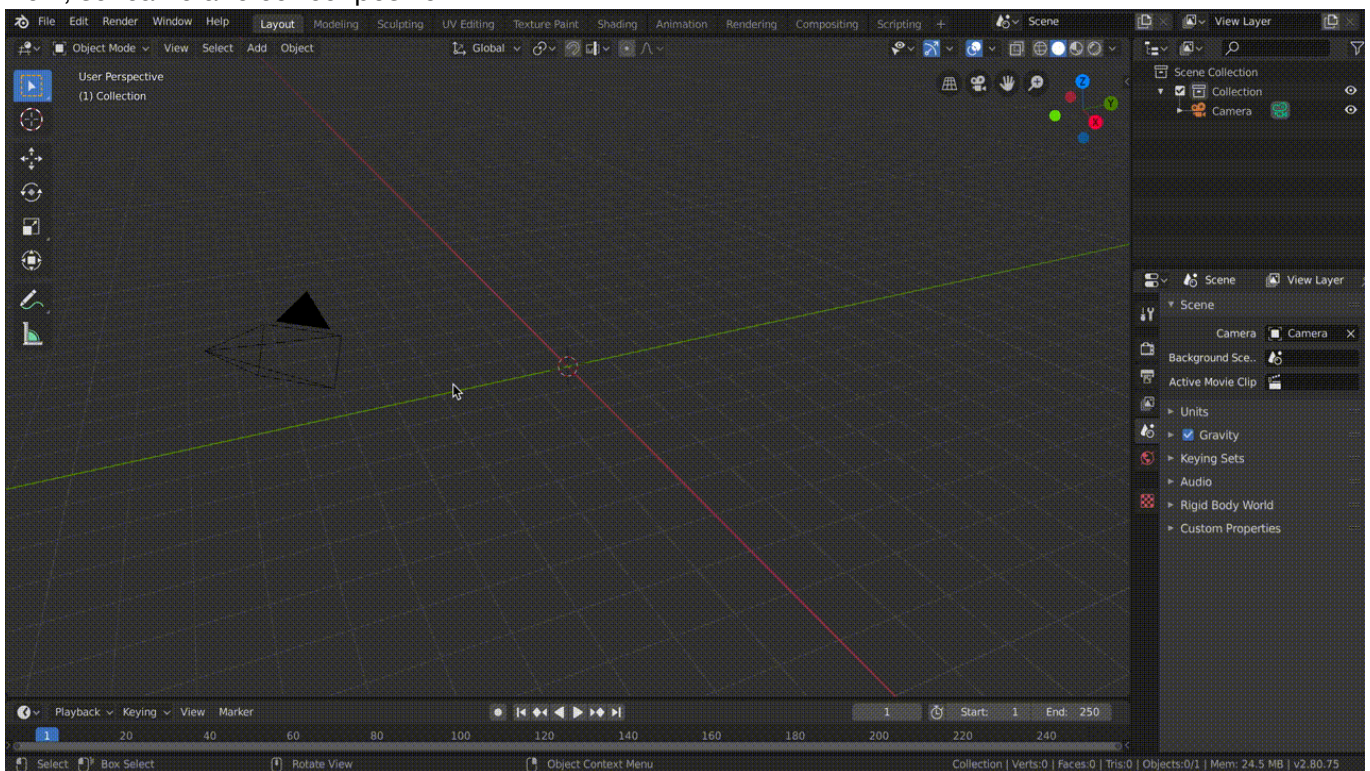 File Edit Render Window Help Layout Modeling Sculpting UV Editing Texture Paint Shading Animation Rendering Compositing Scripting + Scene View Layer
Object Mode View Select Add Object Global
User Perspective
(1) Collection
Z
Y
X
Scene Collection
Collection
Camera
Scene View Layer
Scene
Camera Camera
Background Sce..
Active Movie Clip
Units
Gravity
Keying Sets
Audio
Rigid Body World
Custom Properties
Playback Keying View Marker 1 Start: 1 End: 250
1 20 40 60 80 100 120 140 160 180 200 220 240
Select Box Select Rotate View Object Context Menu Collection | Verts:0 | Faces:0 | Tris:0 | Objects:0/1 | Mem: 24.5 MB | v2.80.75